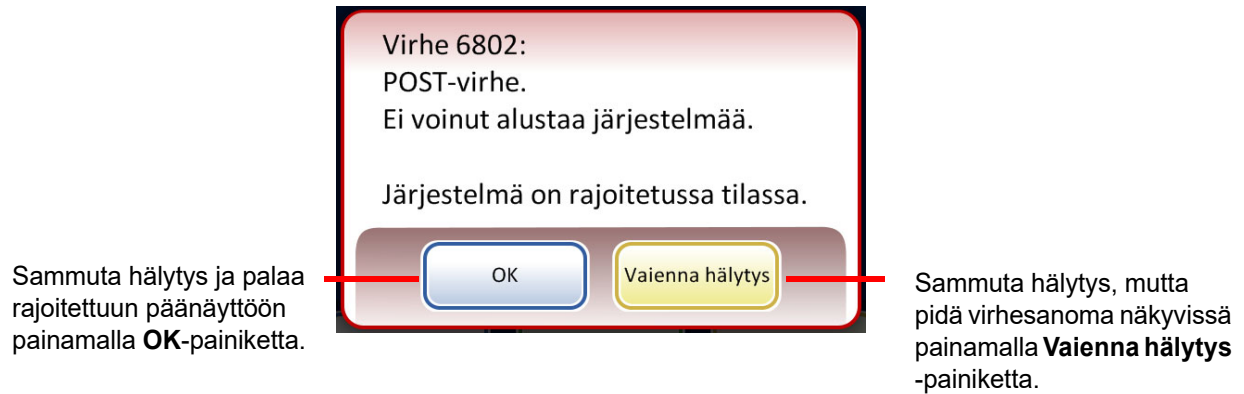 Virhe 6802:
POST-virhe.
Ei voinut alustaa järjestelmää.
Järjestelmä on rajoitetussa tilassa.
OK
Vaienna hälytys
Sammuta hälytys ja palaa
rajoitettuun päänäyttöön
painamalla OK-painiketta.
Sammuta hälytys, mutta
pidä virhesanoma näkyvissä
painamalla Vaienna hälytys
-painiketta.